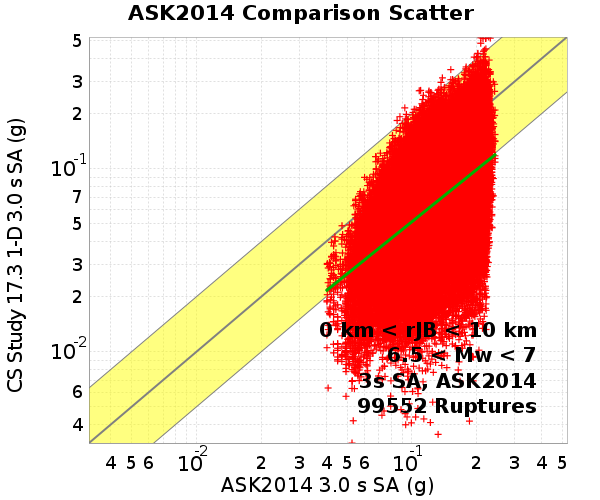 ASK2014 Comparison Scatter
CS Study 17.3 1-D 3.0 s SA (g)
5
3
2
10-1
7
5
3
2
10-2
6
4
0 km < rJB < 10 km
6.5 < Mw < 7
3s SA, ASK2014
99552 Ruptures
4 5 6 10-2 2 3 4 5 6 10-1 2 3 4 5
ASK2014 3.0 s SA (g)